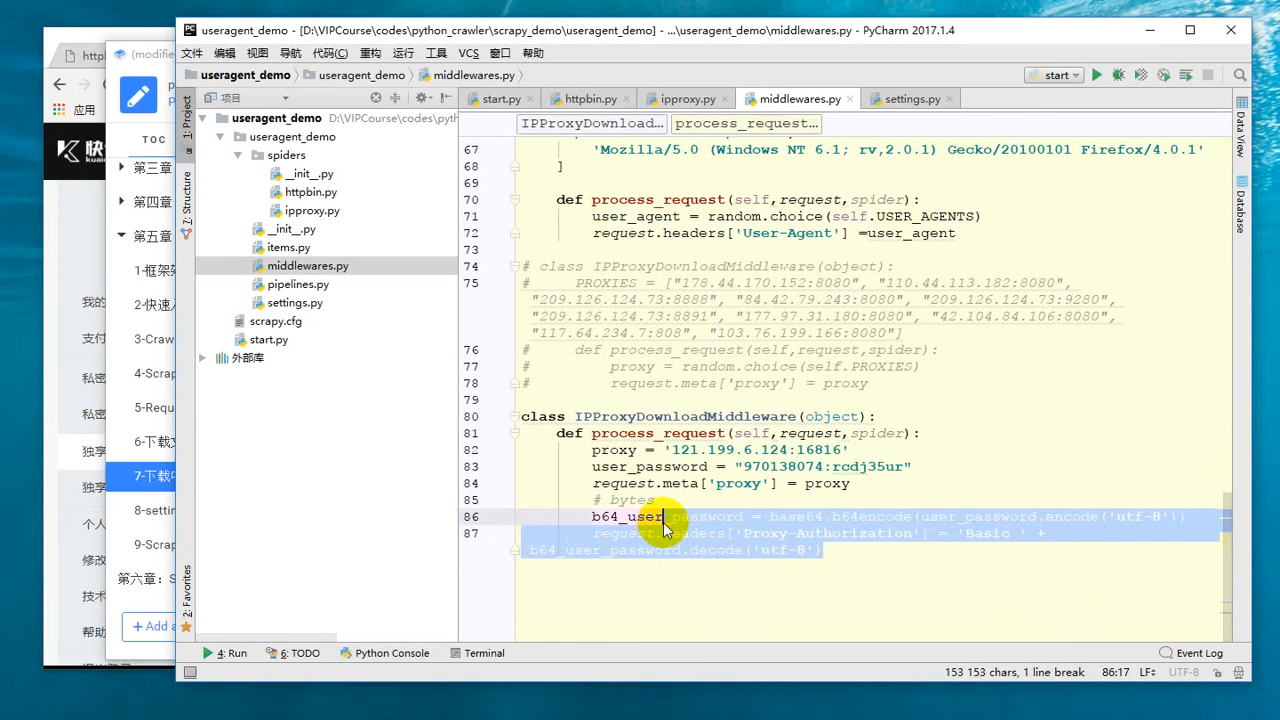 useragent_demo - [D:\VIPCourse\codes\python_crawler\scrapy_demo\useragent_demo] - ...\useragent_demo\middlewares.py - PyCharm 2017.1.4
文件 编辑 视图 导航 代码(C) 重构 运行 工具 VCS 窗口 帮助
useragent_demo useragent_demo middlewares.py start
项目 start.py httpbin.py ipproxy.py middlewares.py settings.py
1: Project
7: Structure
2: Favorites
Data View
Database
useragent_demo D:\VIPCourse\codes\pyth
useragent_demo
spiders
__init__.py
httpbin.py
ipproxy.py
__init__.py
items.py
middlewares.py
pipelines.py
settings.py
scrapy.cfg
start.py
外部库
IPProxyDownload... process_request...
67 'Mozilla/5.0 (Windows NT 6.1; rv,2.0.1) Gecko/20100101 Firefox/4.0.1'
68 ]
69
70 def process_request(self,request,spider):
71 user_agent = random.choice(self.USER_AGENTS)
72 request.headers['User-Agent'] =user_agent
73
74 # class IPProxyDownloadMiddleware(object):
75 # PROXIES = ["178.44.170.152:8080", "110.44.113.182:8080",
"209.126.124.73:8888", "84.42.79.243:8080", "209.126.124.73:9280",
"209.126.124.73:8891", "177.97.31.180:8080", "42.104.84.106:8080",
"117.64.234.7:808", "103.76.199.166:8080"]
76 # def process_request(self,request,spider):
77 # proxy = random.choice(self.PROXIES)
78 # request.meta['proxy'] = proxy
79
80 class IPProxyDownloadMiddleware(object):
81 def process_request(self,request,spider):
82 proxy = '121.199.6.124:16816'
83 user_password = "970138074:rcdj35ur"
84 request.meta['proxy'] = proxy
85 # bytes
86 b64_user_password = base64.b64encode(user_password.encode('utf-8'))
87 request.headers['Proxy-Authorization'] = 'Basic ' +
b64_user_password.decode('utf-8')
4: Run 6: TODO Python Console Terminal Event Log
153 153 chars, 1 line break 86:17 LF÷ UTF-8
http
(modified
应用
TOC
第三章
第四章
第五章
1-框架
2-快速
3-Craw
4-Scrap
5-Requ
6-下载
7-下载
8-settin
9-Scrap
第六章: S
Add a
我的
支付
私密
私密
独享
独享
个人
技术
帮助